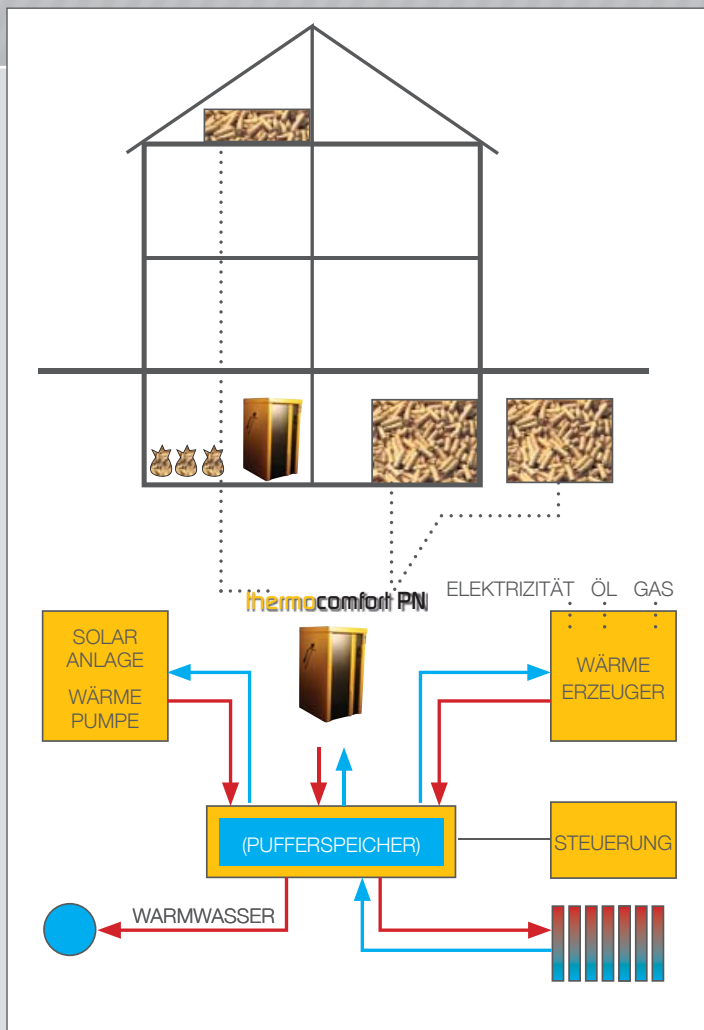 thermocomfort PN
ELEKTRIZITÄT ÖL GAS
SOLAR
ANLAGE
WÄRME
PUMPE
WÄRME
ERZEUGER
(PUFFERSPEICHER)
STEUERUNG
WARMWASSER